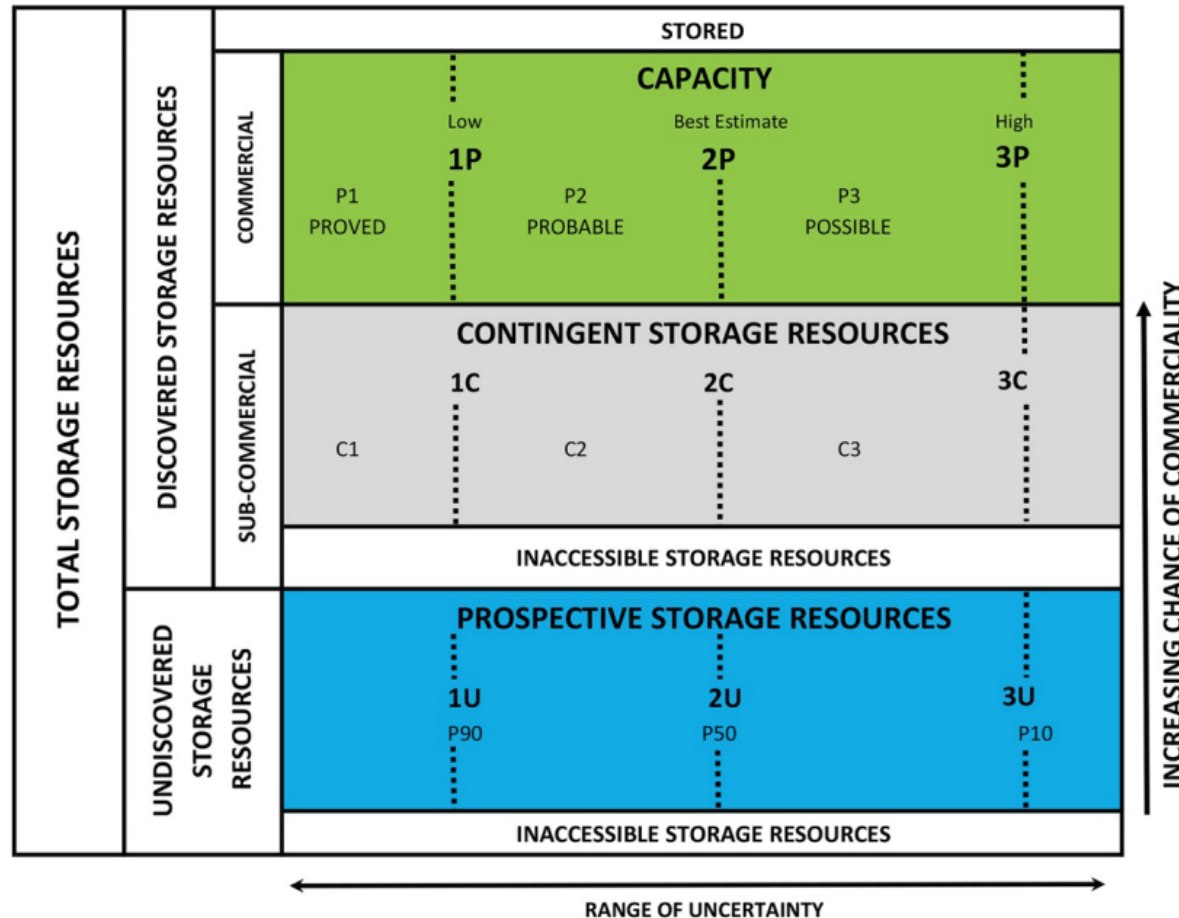 TOTAL STORAGE RESOURCES
DISCOVERED STORAGE RESOURCES
COMMERCIAL
STORED
CAPACITY
Low Best Estimate High
1P 2P 3P
P1 P2 P3
PROVED PROBABLE POSSIBLE
SUB-COMMERCIAL
CONTINGENT STORAGE RESOURCES
1C 2C 3C
C1 C2 C3
INACCESSIBLE STORAGE RESOURCES
UNDISCOVERED
STORAGE
RESOURCES
PROSPECTIVE STORAGE RESOURCES
1U 2U 3U
P90 P50 P10
INACCESSIBLE STORAGE RESOURCES
INCREASING CHANCE OF COMMERCIALITY
RANGE OF UNCERTAINTY